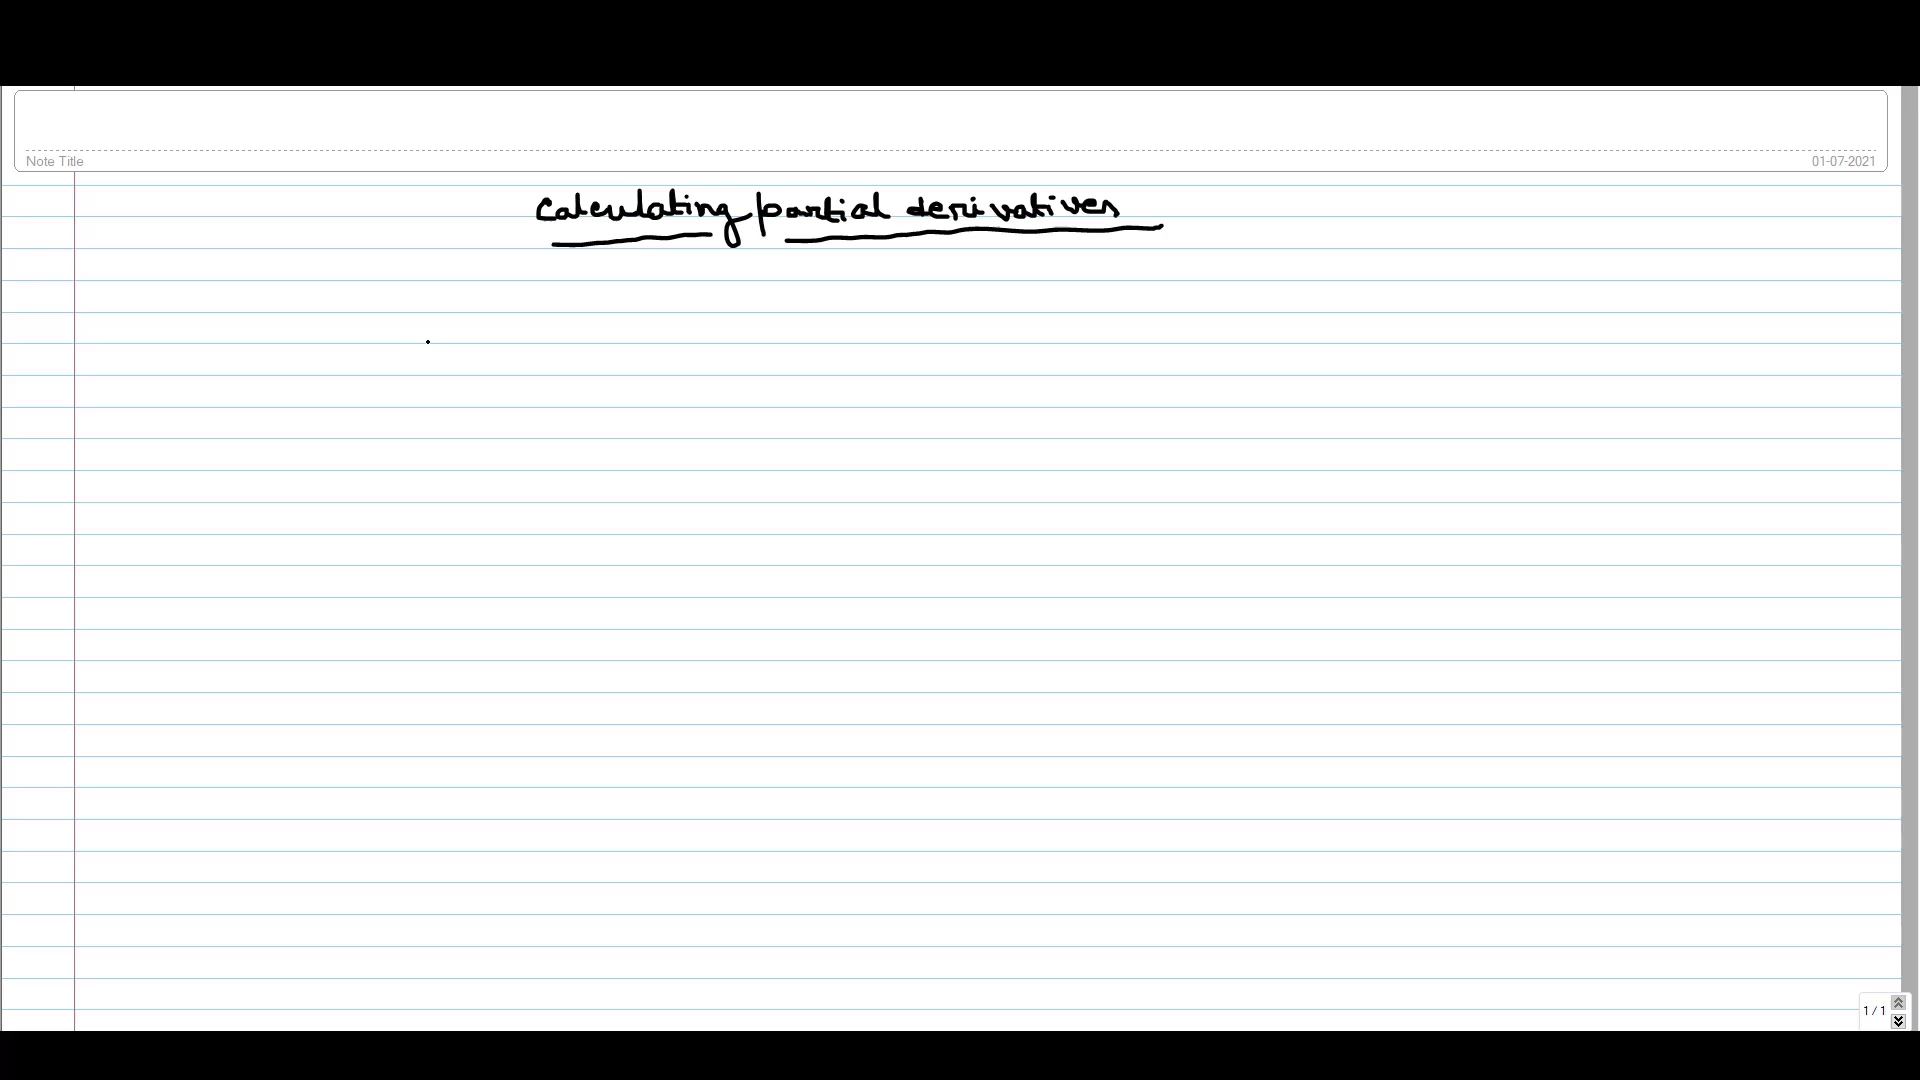 Note Title
01-07-2021
Calculating partial derivatives
1 / 1